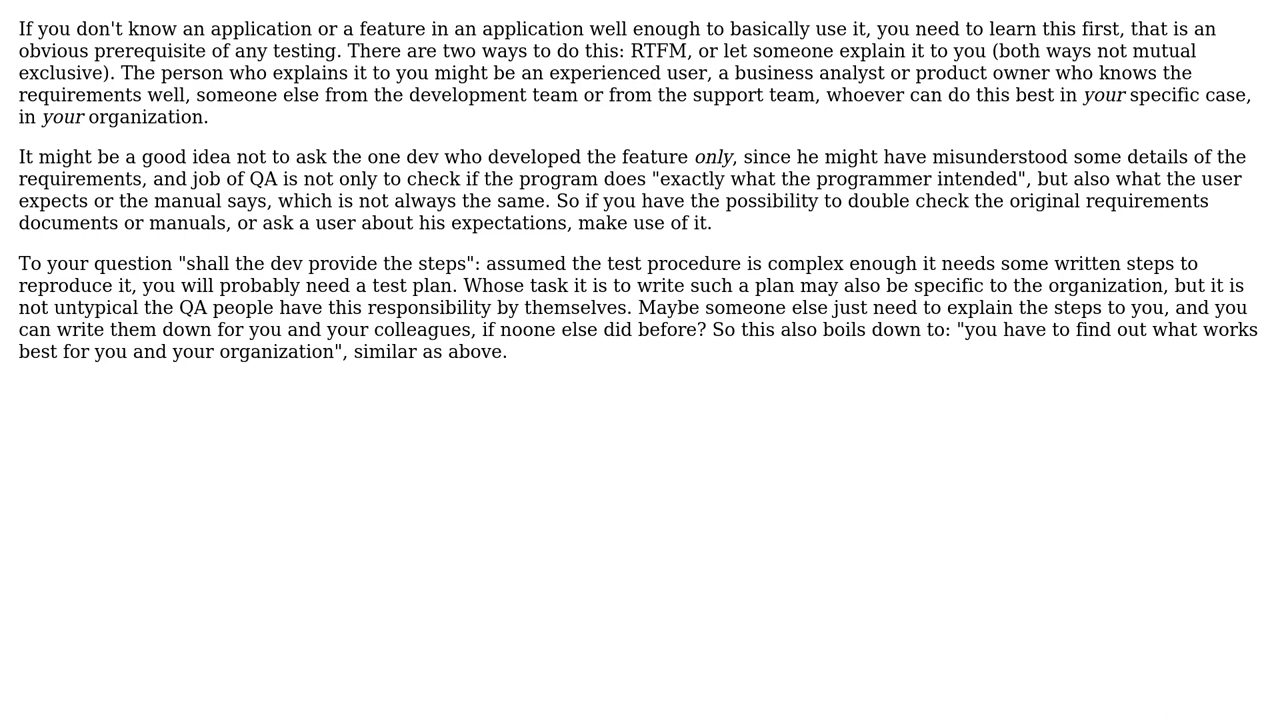 If you don't know an application or a feature in an application well enough to basically use it, you need to learn this first, that is an
obvious prerequisite of any testing. There are two ways to do this: RTFM, or let someone explain it to you (both ways not mutual
exclusive). The person who explains it to you might be an experienced user, a business analyst or product owner who knows the
requirements well, someone else from the development team or from the support team, whoever can do this best in your specific case,
in your organization.
It might be a good idea not to ask the one dev who developed the feature only, since he might have misunderstood some details of the
requirements, and job of QA is not only to check if the program does "exactly what the programmer intended", but also what the user
expects or the manual says, which is not always the same. So if you have the possibility to double check the original requirements
documents or manuals, or ask a user about his expectations, make use of it.
To your question "shall the dev provide the steps": assumed the test procedure is complex enough it needs some written steps to
reproduce it, you will probably need a test plan. Whose task it is to write such a plan may also be specific to the organization, but it is
not untypical the QA people have this responsibility by themselves. Maybe someone else just need to explain the steps to you, and you
can write them down for you and your colleagues, if noone else did before? So this also boils down to: "you have to find out what works
best for you and your organization", similar as above.